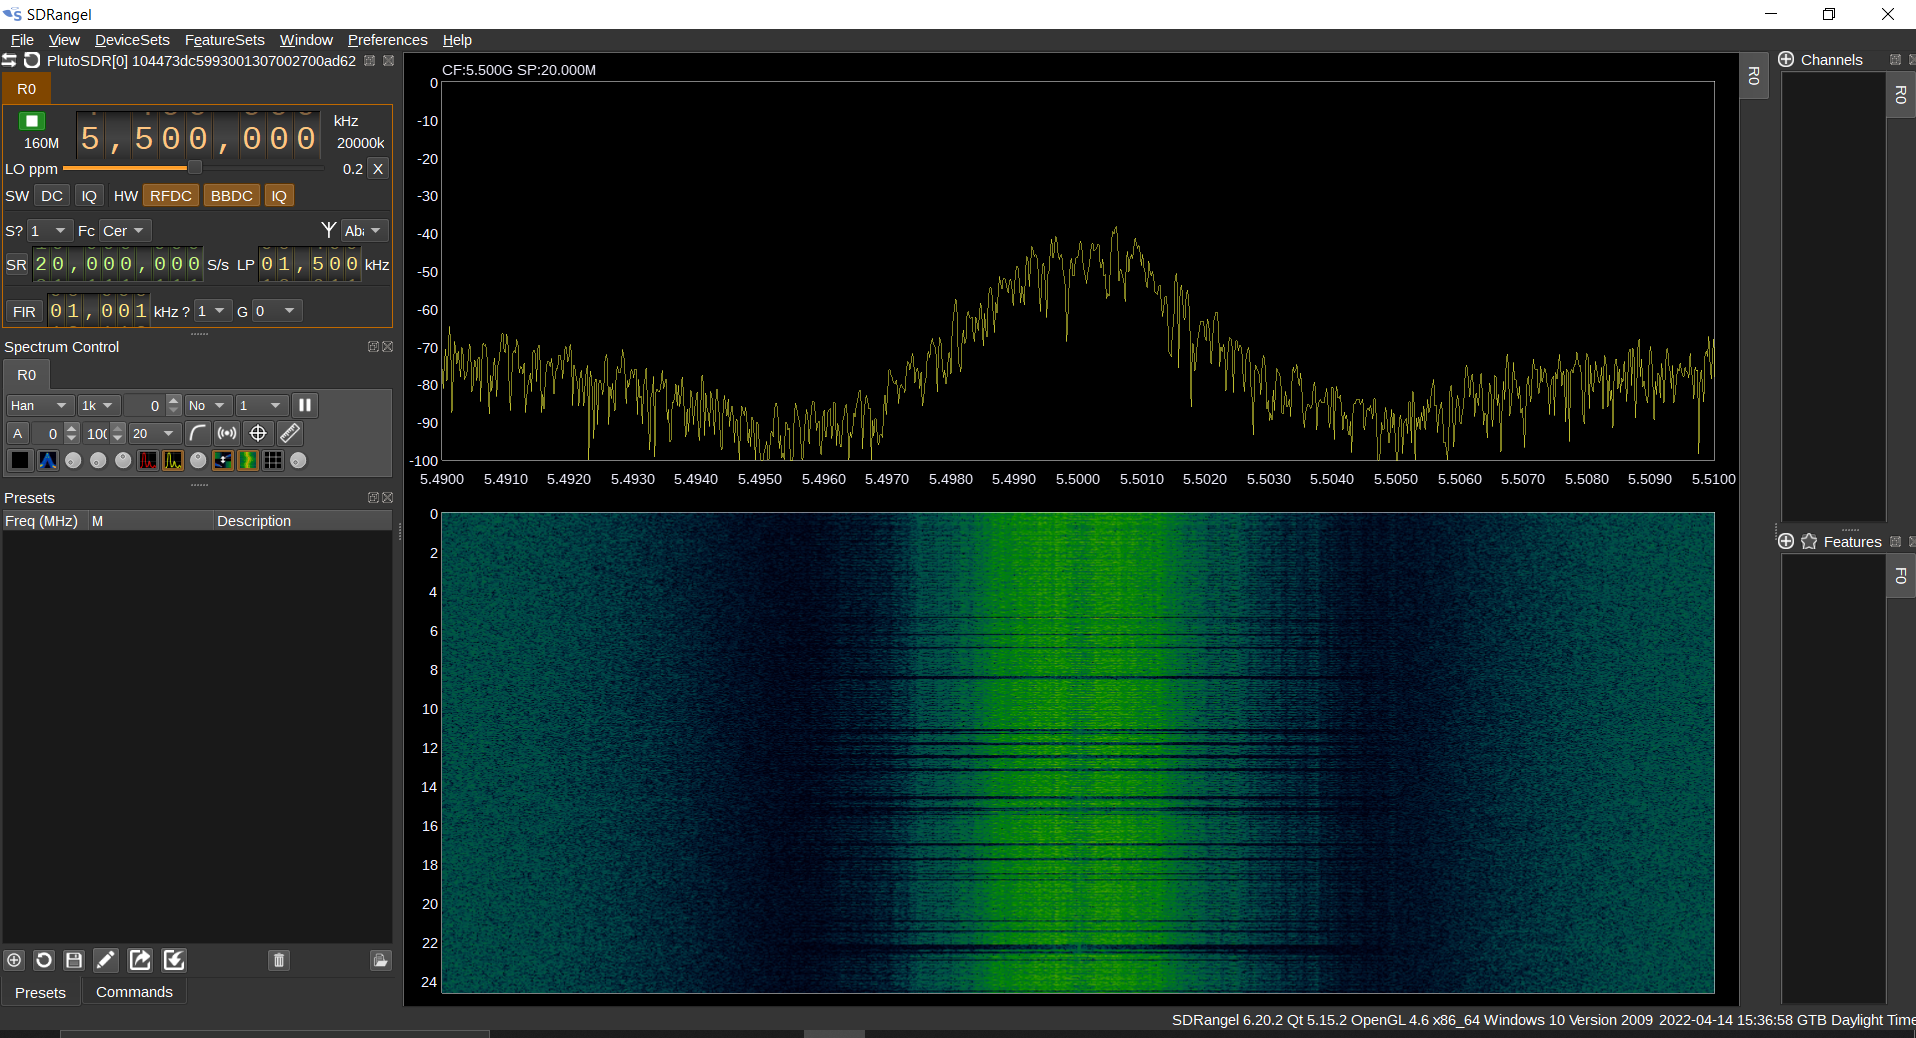 SDRangel
File View DeviceSets FeatureSets Window Preferences Help
PlutoSDR[0] 104473dc5993001307002700ad62
R0
5,500,000 kHz
160M 20000k
LO ppm 0.2 X
SW DC IQ HW RFDC BBDC IQ
S? 1 Fc Cer Aba
SR 20,000,000 S/s LP 01,500 kHz
FIR 01,001 kHz ? 1 G 0
Spectrum Control
R0
Han 1k 0 No 1
A 0 100 20
Presets
Freq (MHz) M Description
Presets Commands
CF:5.500G SP:20.000M
0
-10
-20
-30
-40
-50
-60
-70
-80
-90
-100
5.4900 5.4910 5.4920 5.4930 5.4940 5.4950 5.4960 5.4970 5.4980 5.4990 5.5000 5.5010 5.5020 5.5030 5.5040 5.5050 5.5060 5.5070 5.5080 5.5090 5.5100
0
2
4
6
8
10
12
14
16
18
20
22
24
R0
Channels
R0
Features
F0
SDRangel 6.20.2 Qt 5.15.2 OpenGL 4.6 x86_64 Windows 10 Version 2009 2022-04-14 15:36:58 GTB Daylight Time